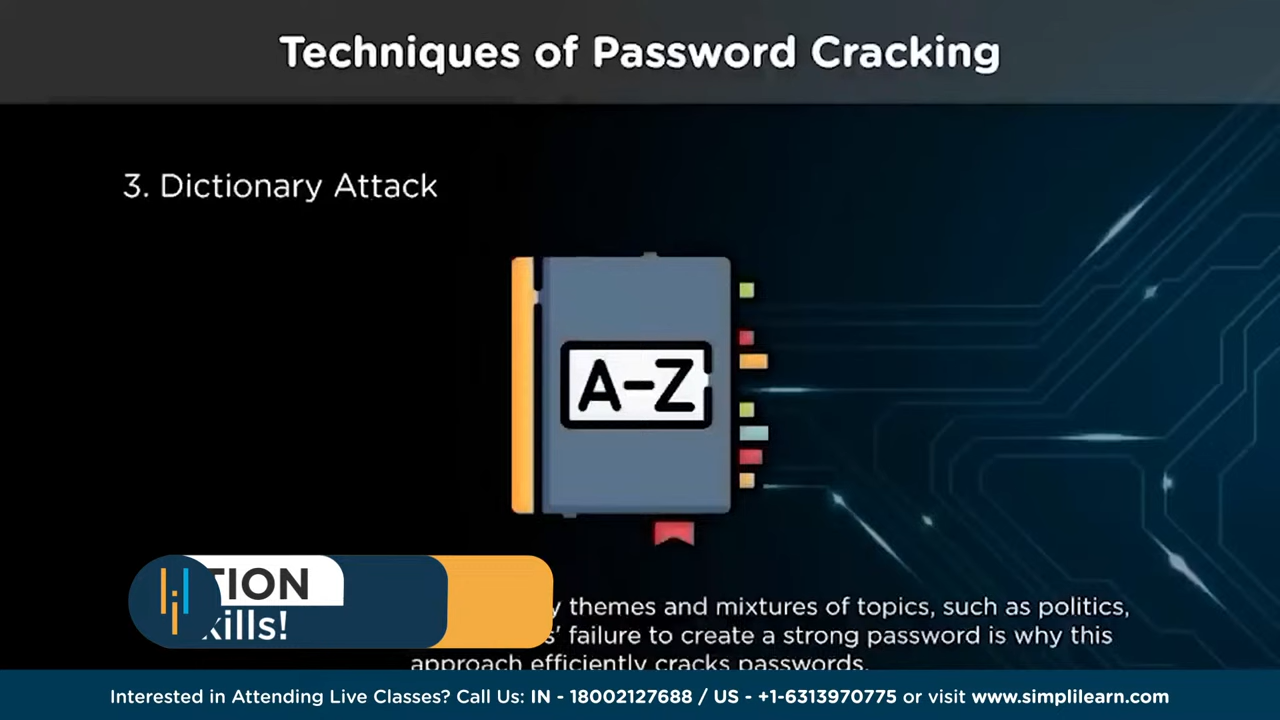 Techniques of Password Cracking
3. Dictionary Attack
A-Z
TION
kills!
themes and mixtures of topics, such as politics,
failure to create a strong password is why this
approach efficiently cracks passwords.
Interested in Attending Live Classes? Call Us: IN - 18002127688 / US - +1-6313970775 or visit www.simplilearn.com